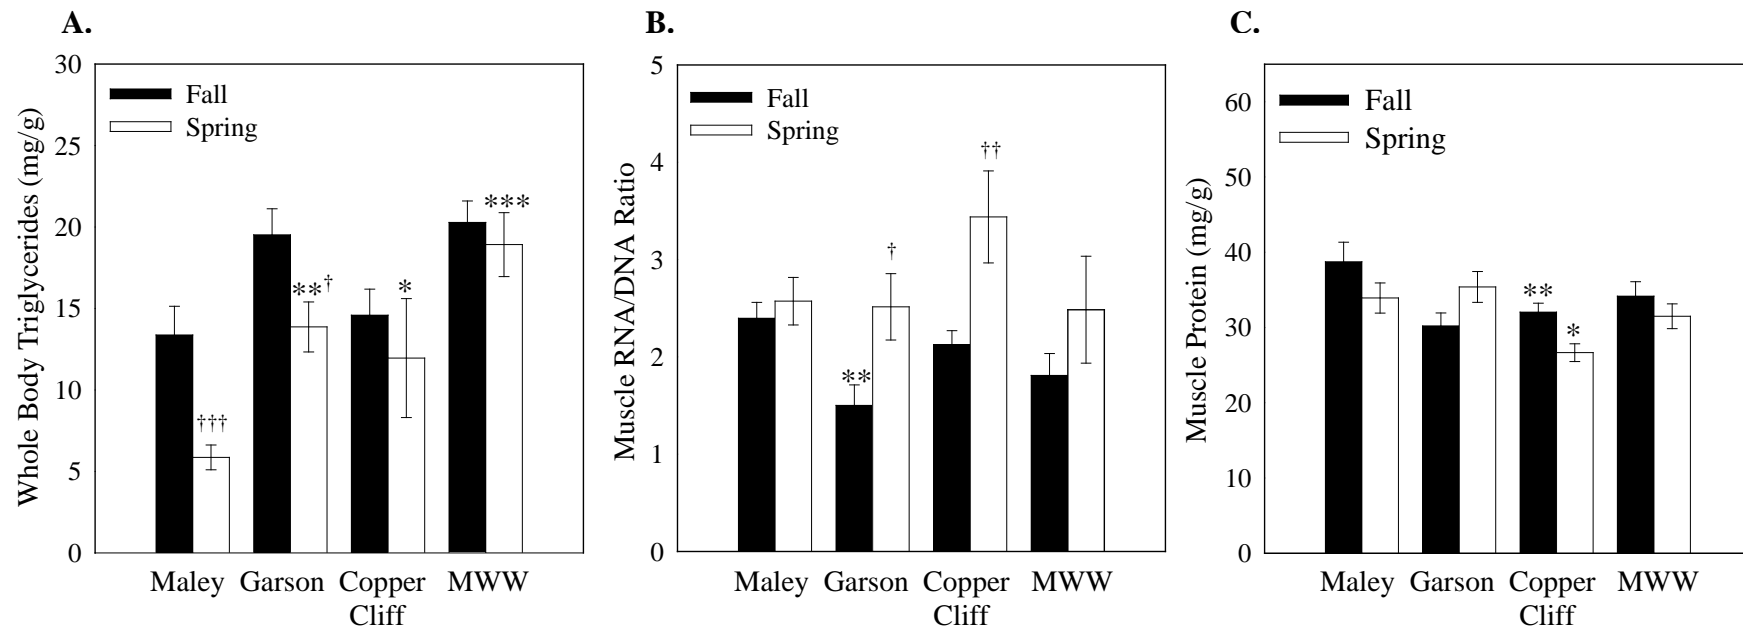 A.
Whole Body Triglycerides (mg/g)
30
25
20
15
10
5
0
Fall
Spring
†††
**†
*
***
Maley Garson Copper MWW
Cliff
B.
Muscle RNA/DNA Ratio
5
4
3
2
1
0
Fall
Spring
**
†
††
Maley Garson Copper MWW
Cliff
C.
Muscle Protein (mg/g)
60
50
40
30
20
10
0
Fall
Spring
**
*
Maley Garson Copper MWW
Cliff